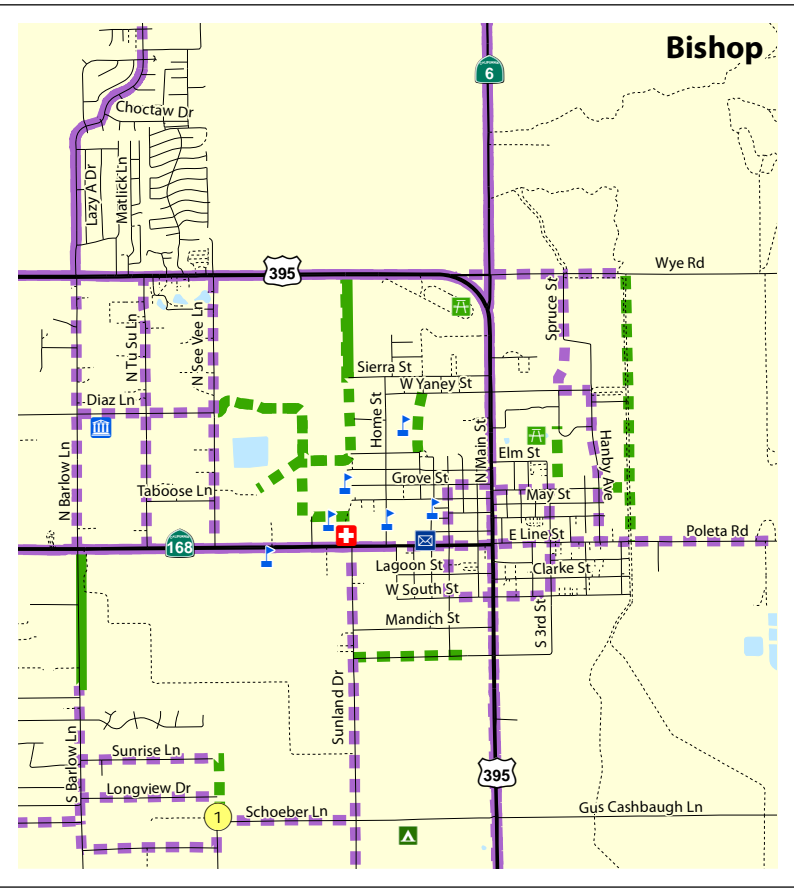 Bishop
CALIFORNIA
6
Choctaw Dr
Lazy A Dr
Matlick Ln
395
Wye Rd
Spruce St
N Tu Su Ln
N See Vee Ln
Sierra St
W Yaney St
Diaz Ln
Home St
N Main St
Hanby Ave
Elm St
N Barlow Ln
Grove St
Taboose Ln
May St
E Line St
Poleta Rd
CALIFORNIA
168
Lagoon St
Clarke St
W South St
Mandich St
S 3rd St
Sunland Dr
S Barlow Ln
Sunrise Ln
395
Longview Dr
1
Schoeber Ln
Gus Cashbaugh Ln